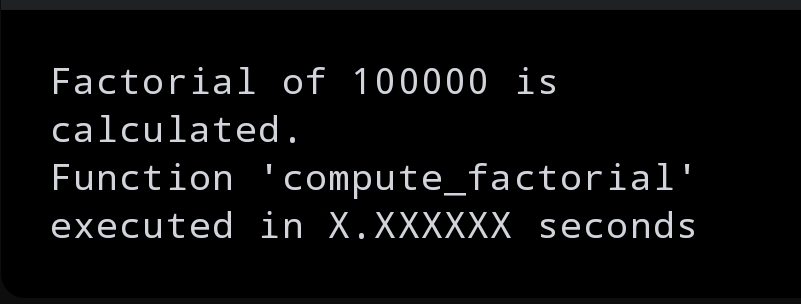 Factorial of 100000 is
calculated.
Function 'compute_factorial'
executed in X.XXXXXX seconds